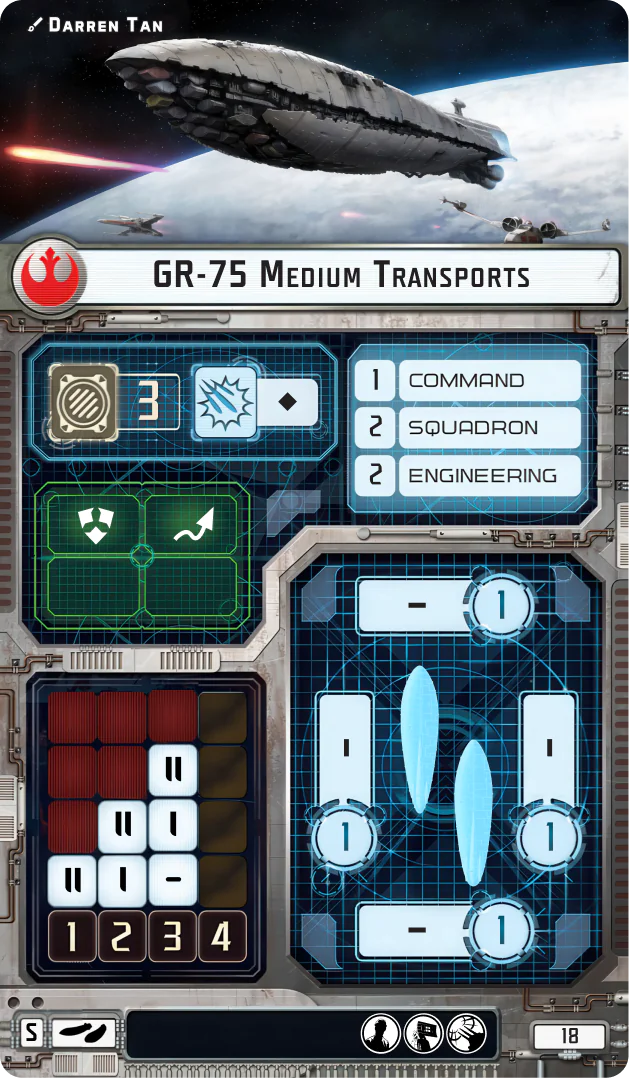 Darren Tan
GR-75 Medium Transports
3
1 COMMAND
2 SQUADRON
2 ENGINEERING
- 1
II
- -
II I
1 1
II I -
1 2 3 4
- 1
S
18